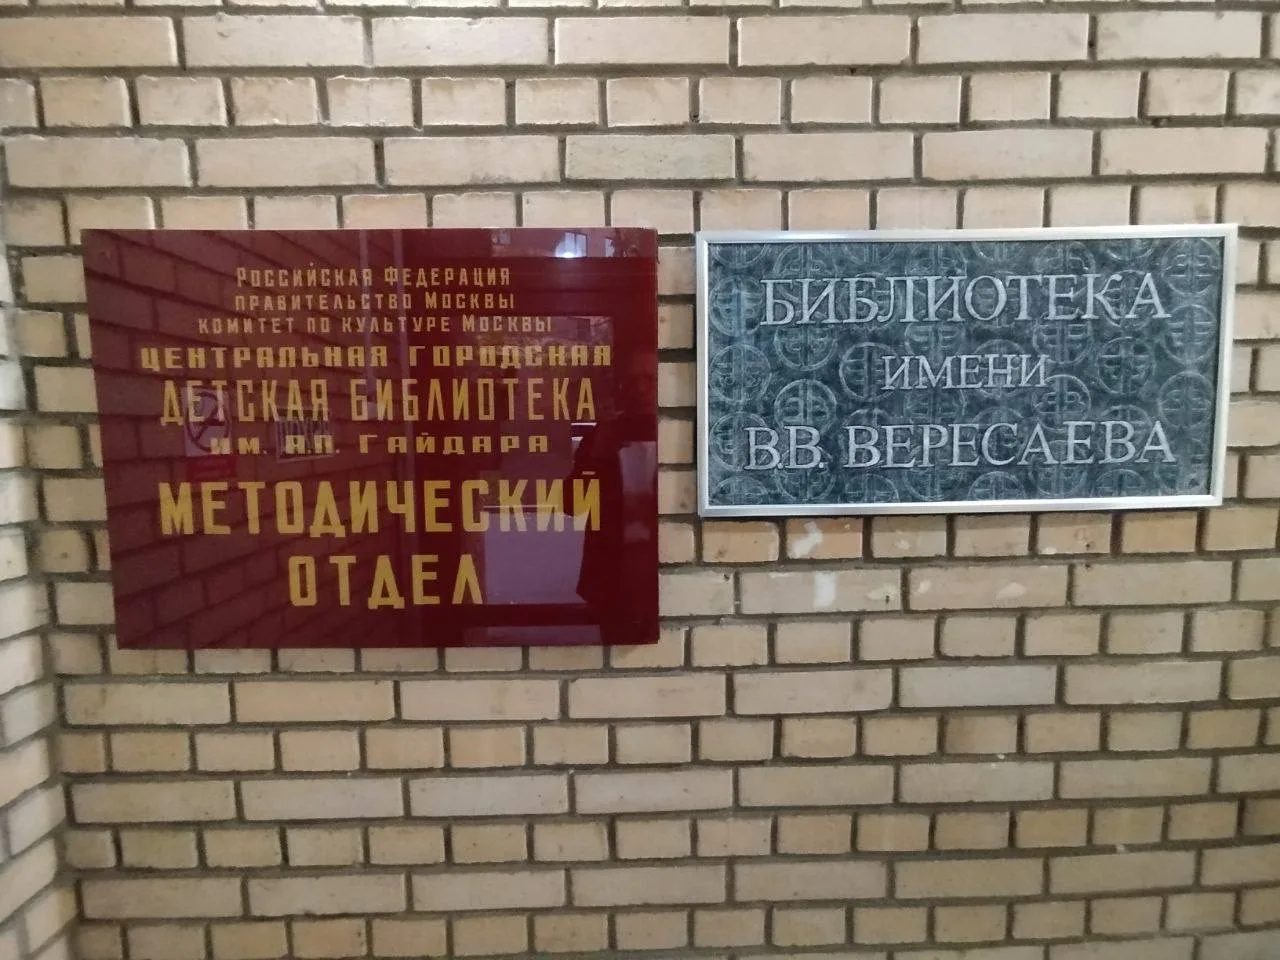 Российская Федерация
правительство Москвы
комитет по культуре Москвы
центральная городская
Детская библиотека
им. А.П. Гайдара
Методический
отдел
БИБЛИОТЕКА
ИМЕНИ
В.В. ВЕРЕСАЕВА